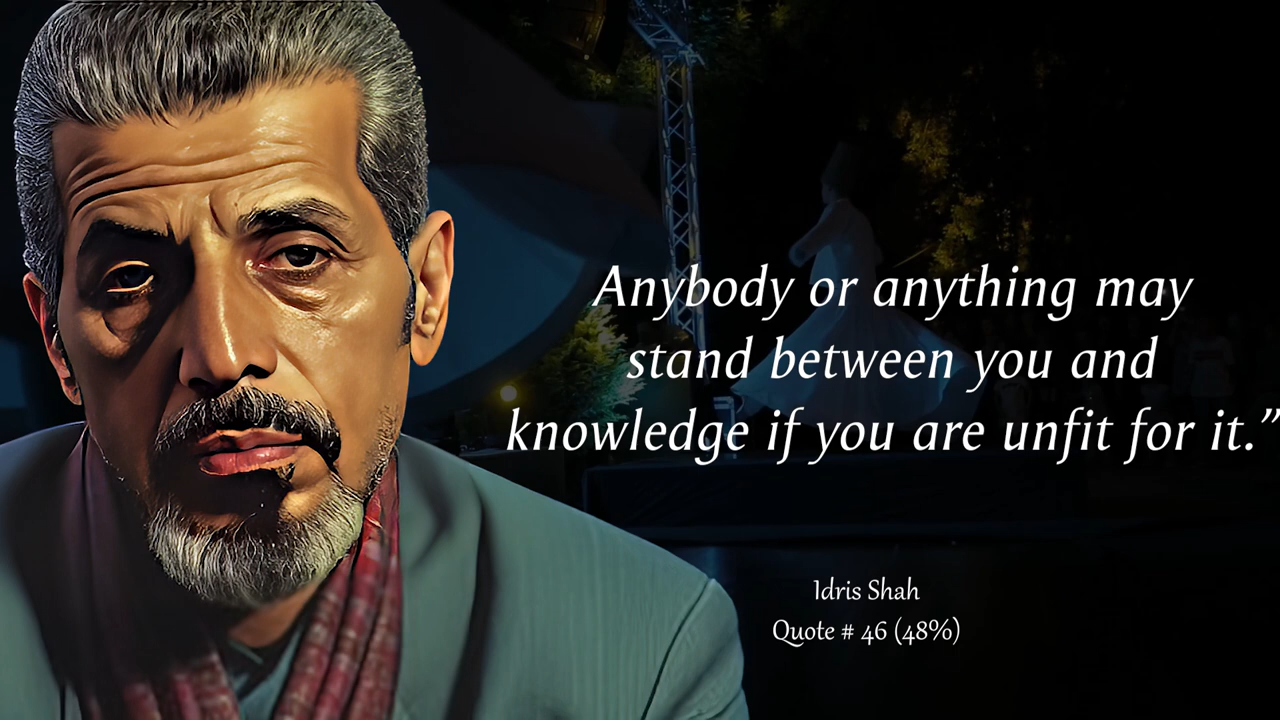 Anybody or anything may
stand between you and
knowledge if you are unfit for it.”
Idris Shah
Quote # 46 (48%)